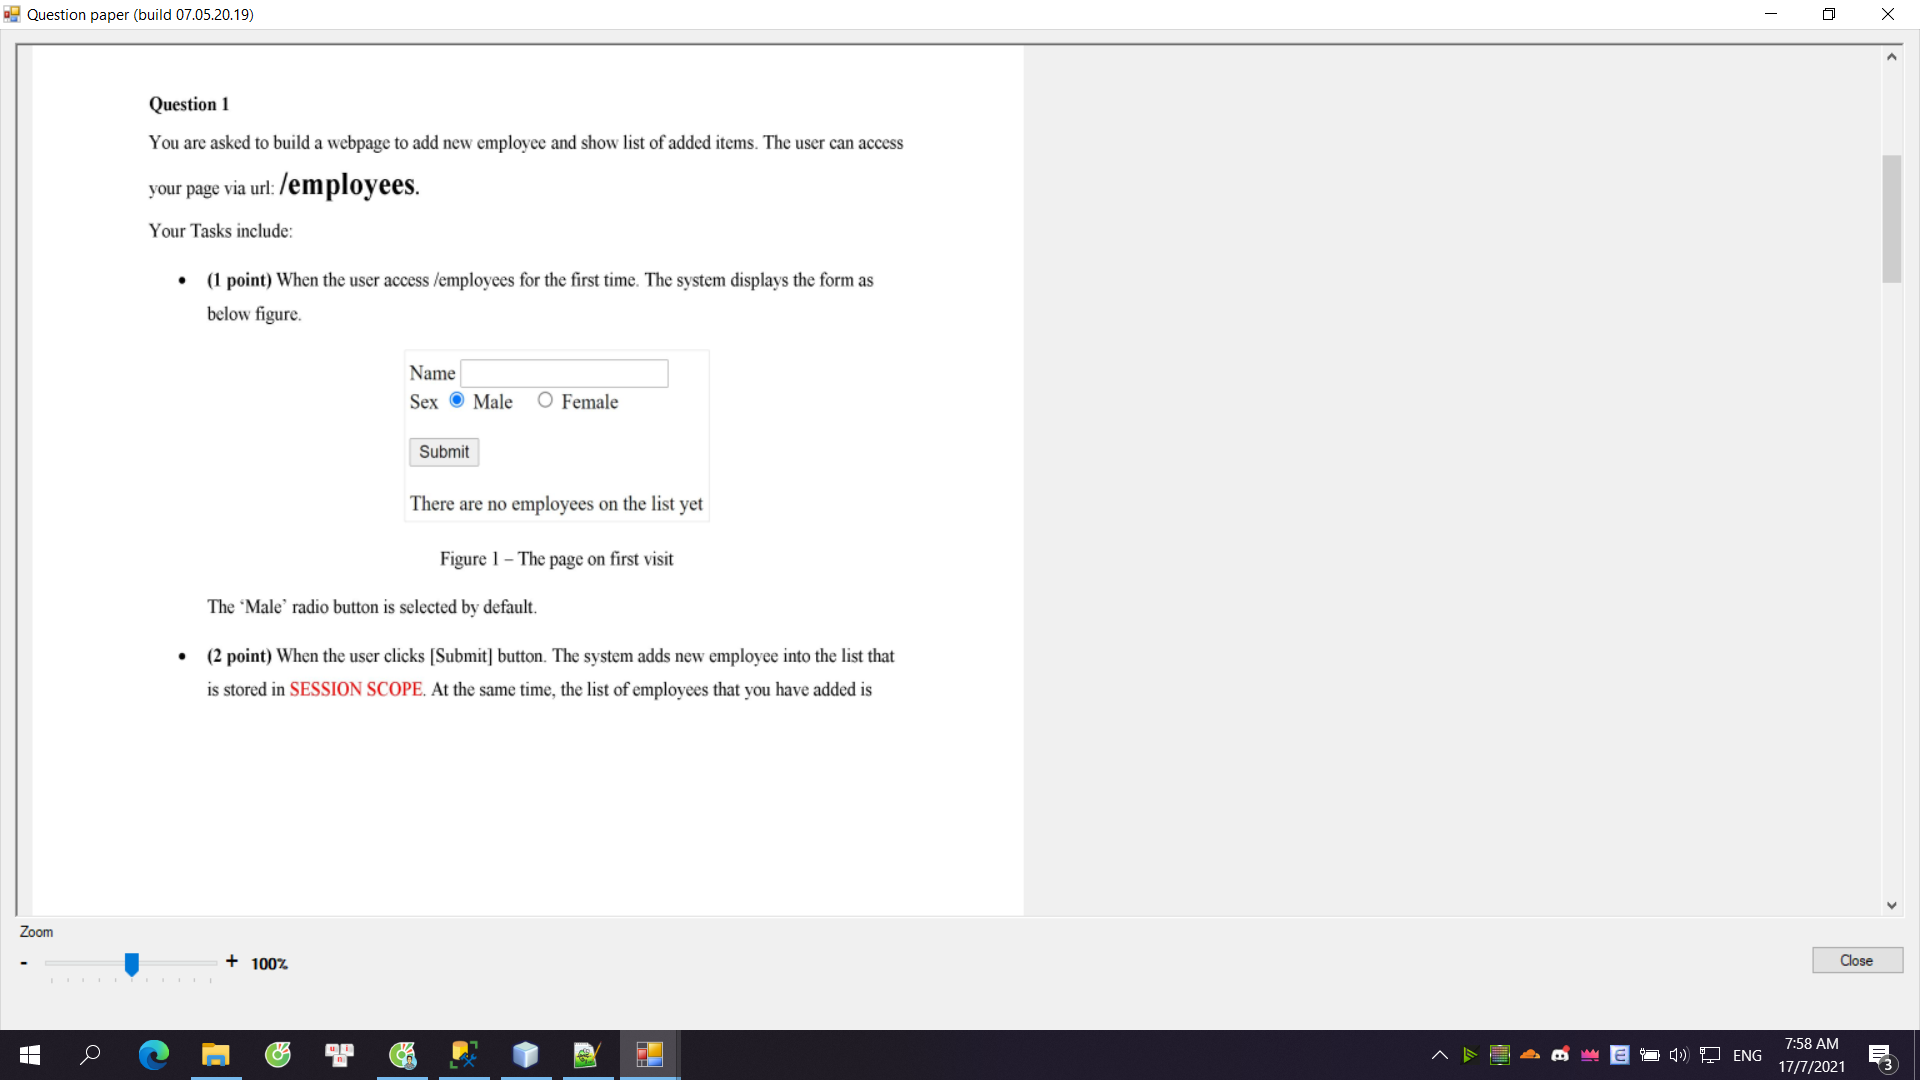 Question paper (build 07.05.20.19)
Question 1
You are asked to build a webpage to add new employee and show list of added items. The user can access
your page via url: /employees.
Your Tasks include:
• (1 point) When the user access /employees for the first time. The system displays the form as
below figure.
Name
Sex Male Female
Submit
There are no employees on the list yet
Figure 1 – The page on first visit
The ‘Male’ radio button is selected by default.
• (2 point) When the user clicks [Submit] button. The system adds new employee into the list that
is stored in SESSION SCOPE. At the same time, the list of employees that you have added is
Zoom
- + 100%
Close
ENG
7:58 AM
17/7/2021
3